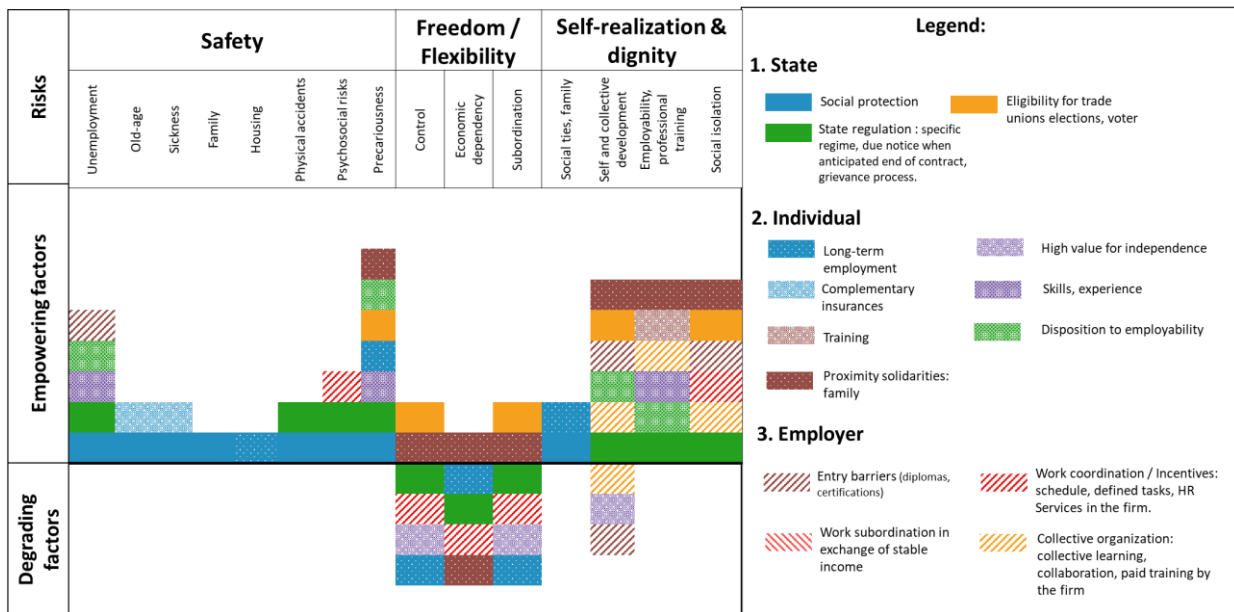 Risks
Safety
Freedom /
Flexibility
Self-realization &
dignity
Unemployment
Old-age
Sickness
Family
Housing
Physical accidents
Psychosocial risks
Precariousness
Control
Economic
dependency
Subordination
Social ties, family
Self and collective
development
Employability,
professional
training
Social isolation
Empowering factors
Degrading
factors
Legend:
1. State
Social protection
Eligibility for trade
unions elections, voter
State regulation : specific
regime, due notice when
anticipated end of contract,
grievance process.
2. Individual
Long-term
employment
High value for independence
Complementary
insurances
Skills, experience
Training
Disposition to employability
Proximity solidarities:
family
3. Employer
Entry barriers (diplomas,
certifications)
Work coordination / Incentives:
schedule, defined tasks, HR
Services in the firm.
Work subordination in
exchange of stable
income
Collective organization:
collective learning,
collaboration, paid training by
the firm